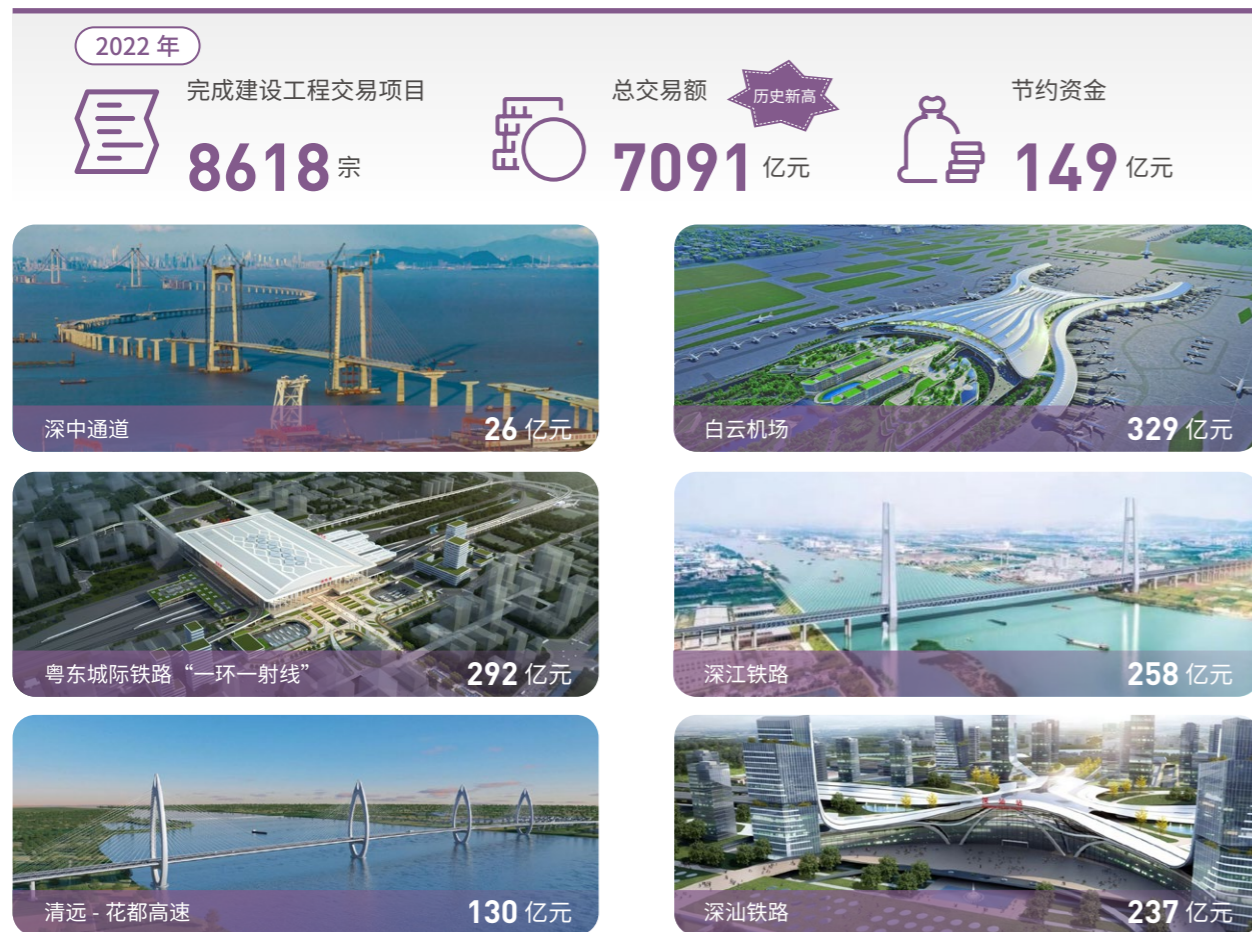 2022 年
完成建设工程交易项目
8618 宗
总交易额
历史新高
7091 亿元
节约资金
149 亿元
深中通道
26 亿元
白云机场
329 亿元
粤东城际铁路“一环一射线”
292 亿元
深江铁路
258 亿元
清远 - 花都高速
130 亿元
深汕铁路
237 亿元